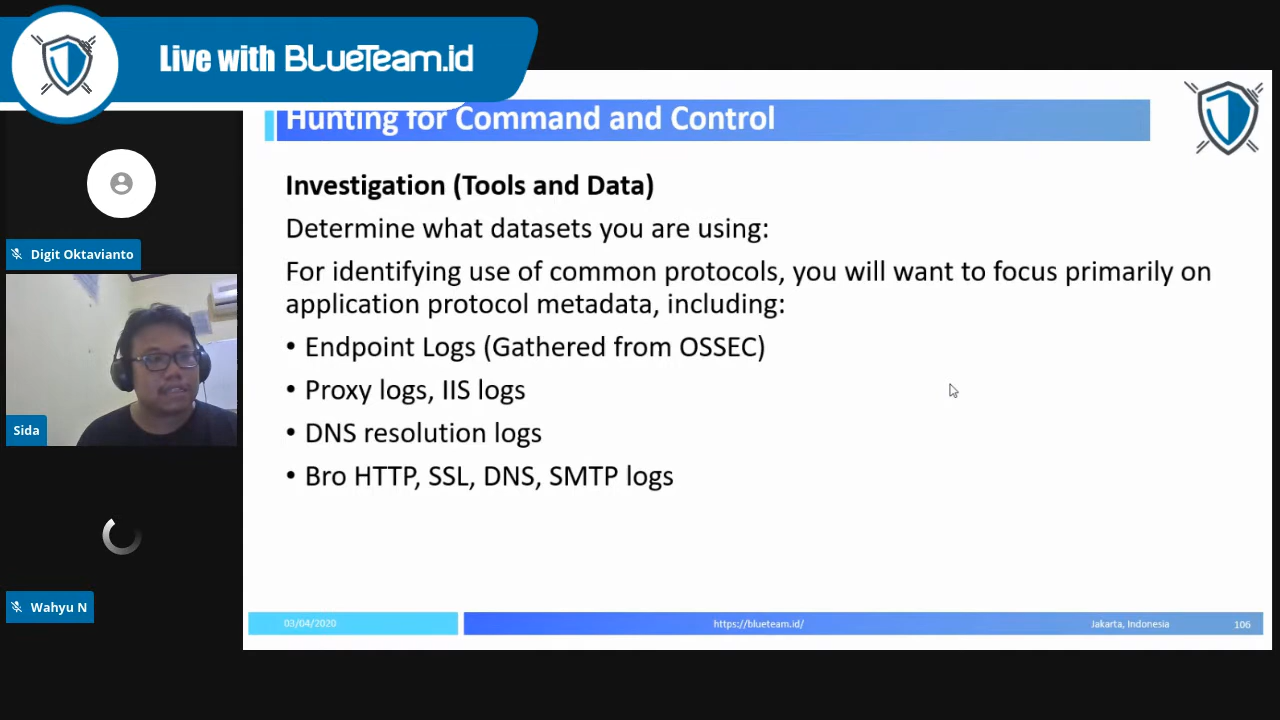 Live with BLueTeam.id
Hunting for Command and Control
Investigation (Tools and Data)
Determine what datasets you are using:
For identifying use of common protocols, you will want to focus primarily on
application protocol metadata, including:
• Endpoint Logs (Gathered from OSSEC)
• Proxy logs, IIS logs
• DNS resolution logs
• Bro HTTP, SSL, DNS, SMTP logs
Digit Oktavianto
Sida
Wahyu N
03/04/2020
https://blueteam.id/
Jakarta, Indonesia
106